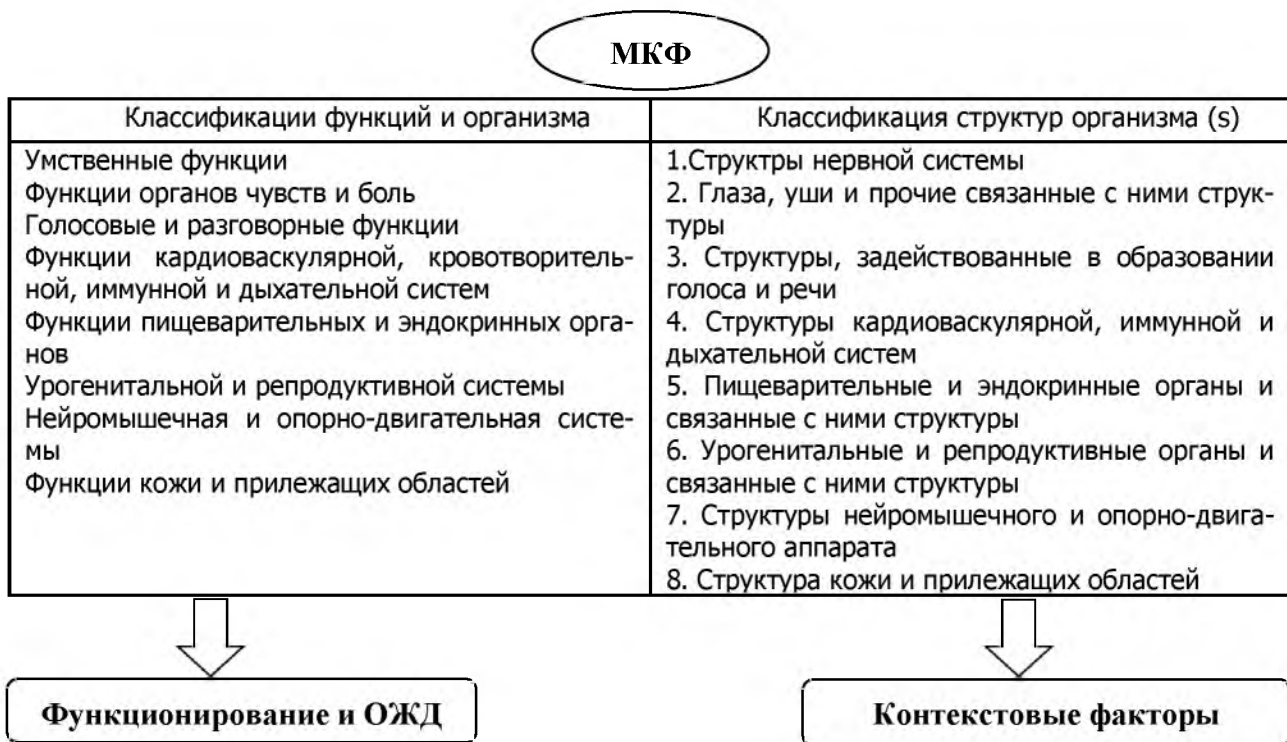 МКФ
Классификации функций и организма
Классификация структур организма (s)
Умственные функции
Функции органов чувств и боль
Голосовые и разговорные функции
Функции кардиоваскулярной, кровотворитель-
ной, иммунной и дыхательной систем
Функции пищеварительных и эндокринных орга-
нов
Урогенитальной и репродуктивной системы
Нейромышечная и опорно-двигательная систе-
мы
Функции кожи и прилежащих областей
1.Структры нервной системы
2. Глаза, уши и прочие связанные с ними струк-
туры
3. Структуры, задействованные в образовании
голоса и речи
4. Структуры кардиоваскулярной, иммунной и
дыхательной систем
5. Пищеварительные и эндокринные органы и
связанные с ними структуры
6. Урогенитальные и репродуктивные органы и
связанные с ними структуры
7. Структуры нейромышечного и опорно-двига-
тельного аппарата
8. Структура кожи и прилежащих областей
Функционирование и ОЖД
Контекстовые факторы